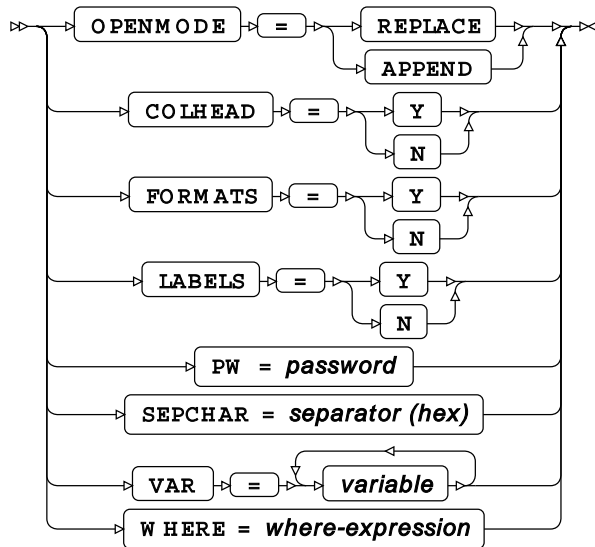 OPENMODE = REPLACE
APPEND
COLHEAD = Y
N
FORMATS = Y
N
LABELS = Y
N
PW = password
SEPCHAR = separator (hex)
VAR = variable
WHERE = where-expression